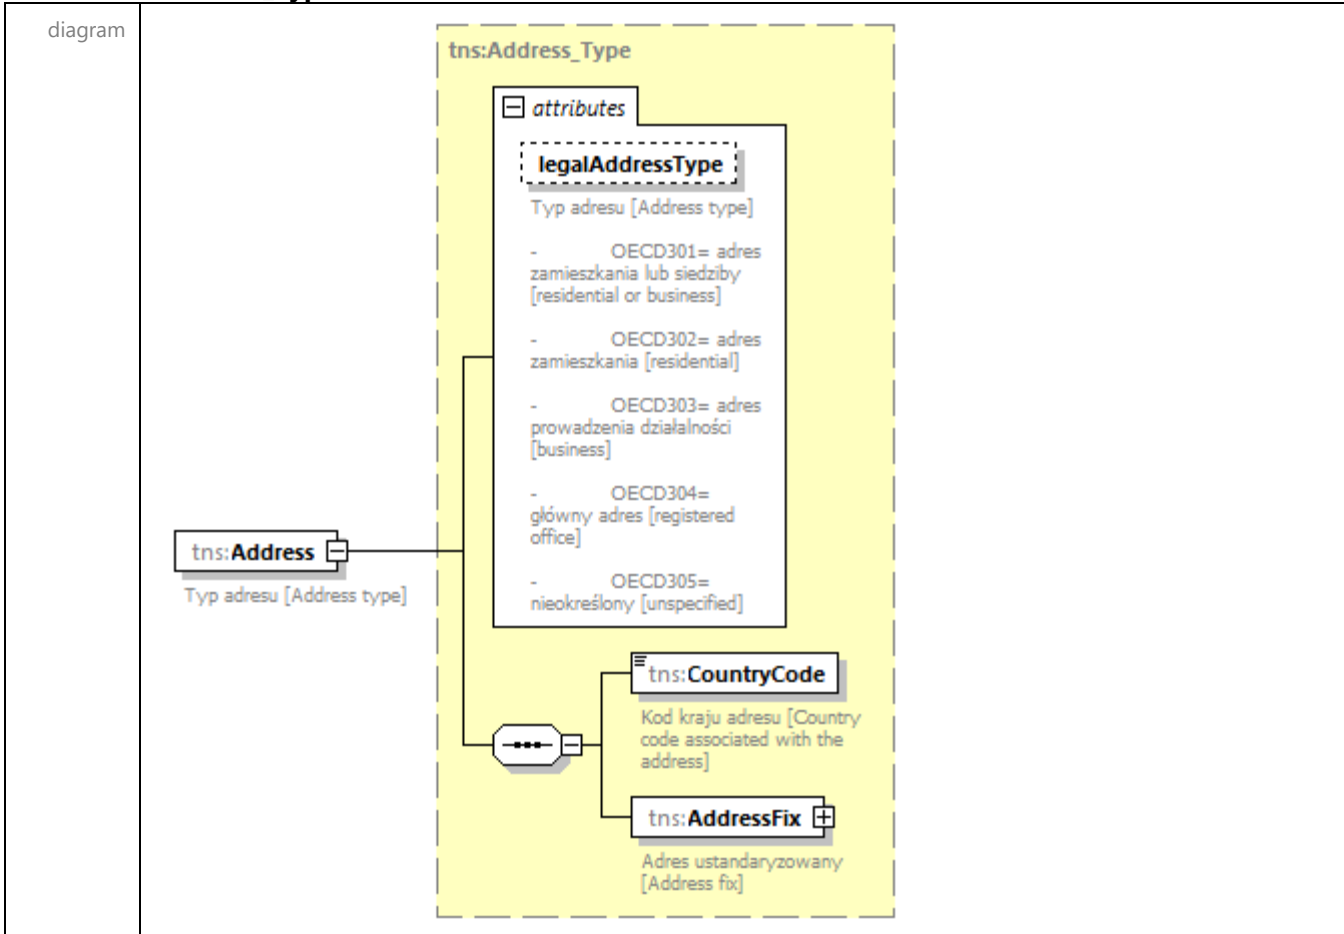 diagram
tns:Address_Type
attributes
legalAddressType
Typ adresu [Address type]
- OECD301= adres
zamieszkania lub siedziby
[residential or business]
- OECD302= adres
zamieszkania [residential]
- OECD303= adres
prowadzenia działalności
[business]
- OECD304=
główny adres [registered
office]
- OECD305=
nieokreślony [unspecified]
tns:Address
Typ adresu [Address type]
tns:CountryCode
Kod kraju adresu [Country
code associated with the
address]
tns:AddressFix
Adres ustandaryzowany
[Address fix]